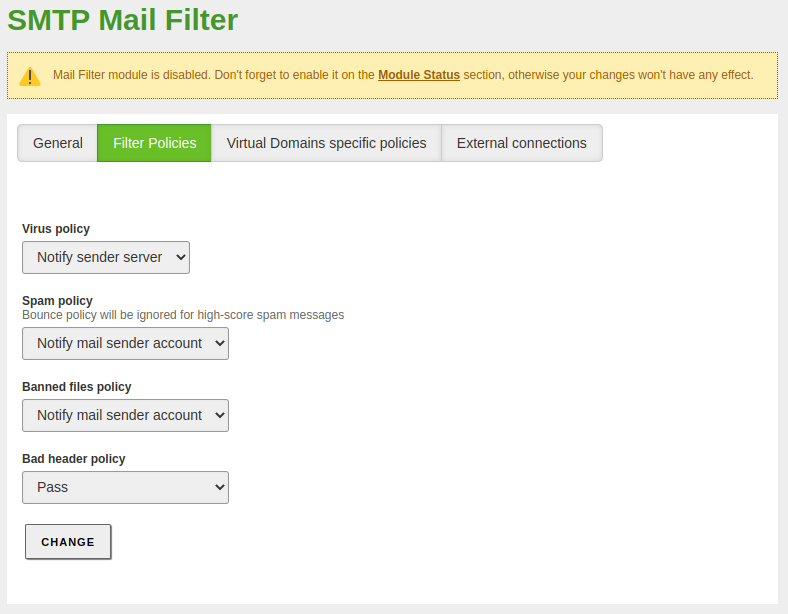 SMTP Mail Filter
Mail Filter module is disabled. Don't forget to enable it on the Module Status section, otherwise your changes won't have any effect.
General Filter Policies Virtual Domains specific policies External connections
Virus policy
Notify sender server
Spam policy
Bounce policy will be ignored for high-score spam messages
Notify mail sender account
Banned files policy
Notify mail sender account
Bad header policy
Pass
CHANGE